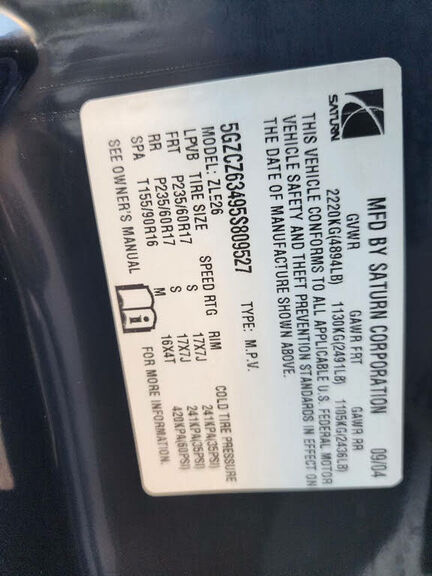 SATURN
MFD BY SATURN CORPORATION 09/04
GVWR GAWR FRT GAWR RR
2220KG(4894LB) 1130KG(2491LB) 1105KG(2436LB)
THIS VEHICLE CONFORMS TO ALL APPLICABLE U.S. FEDERAL MOTOR
VEHICLE SAFETY AND THEFT PREVENTION STANDARDS IN EFFECT ON
THE DATE OF MANUFACTURE SHOWN ABOVE.
5GZCZ63495S809527 TYPE: M.P.V.
MODEL: ZLE26
LPVB TIRE SIZE SPEED RTG RIM COLD TIRE PRESSURE
FRT P235/60R17 S 17X7J 241KPA(35PSI)
RR P235/60R17 S 17X7J 241KPA(35PSI)
SPA T155/90R16 M 16X4T 420KPA(60PSI)
SEE OWNER'S MANUAL i FOR MORE INFORMATION.